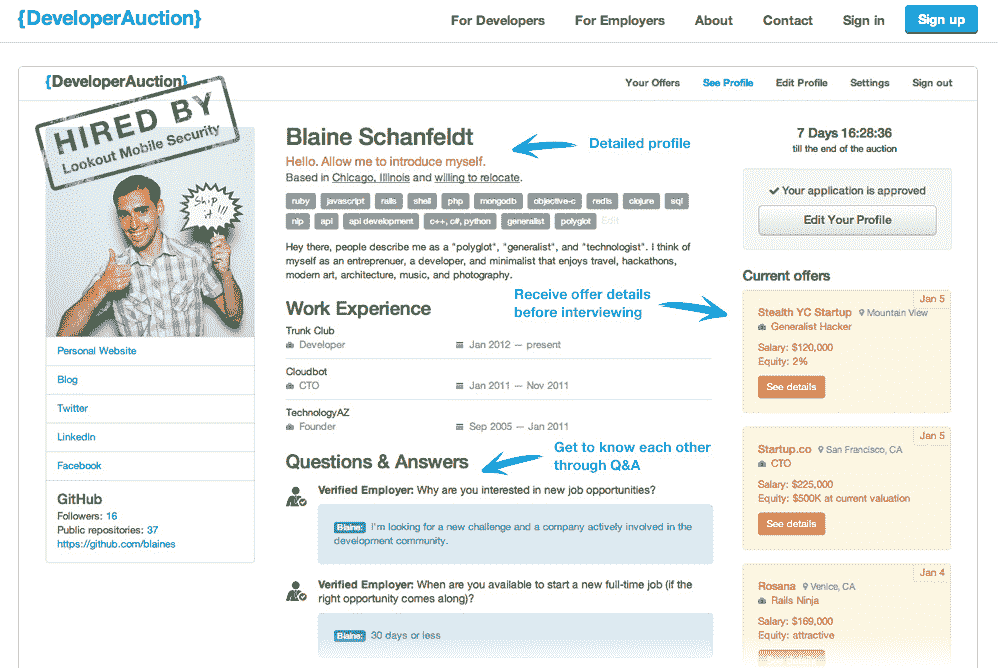 {DeveloperAuction}
For Developers
For Employers
About
Contact
Sign in
Sign up
{DeveloperAuction}
Your Offers
See Profile
Edit Profile
Settings
Sign out
HIRED BY
Lookout Mobile Security
Ship
it!!!
Personal Website
Blog
Twitter
LinkedIn
Facebook
GitHub
Followers: 16
Public repositories: 37
https://github.com/blaines
Blaine Schanfeldt
Hello. Allow me to introduce myself.
Based in Chicago, Illinois and willing to relocate.
Detailed profile
ruby javascript rails shell php mongodb objective-c redis clojure sql
nlp api api development c++, c#, python generalist polyglot Edit
Hey there, people describe me as a "polyglot", "generalist", and "technologist". I think of
myself as an entreprenuer, a developer, and minimalist that enjoys travel, hackathons,
modern art, architecture, music, and photography.
Work Experience
Receive offer details
before interviewing
Trunk Club
Developer
Jan 2012 — present
Cloudbot
CTO
Jan 2011 — Nov 2011
TechnologyAZ
Founder
Sep 2005 — Jan 2011
Questions & Answers
Get to know each other
through Q&A
Verified Employer: Why are you interested in new job opportunities?
Blaine: I'm looking for a new challenge and a company actively involved in the
development community.
Verified Employer: When are you available to start a new full-time job (if the
right opportunity comes along)?
Blaine: 30 days or less
7 Days 16:28:36
till the end of the auction
Your application is approved
Edit Your Profile
Current offers
Jan 5
Stealth YC Startup Mountain View
Generalist Hacker
Salary: $120,000
Equity: 2%
See details
Jan 5
Startup.co San Francisco, CA
CTO
Salary: $225,000
Equity: $500K at current valuation
See details
Jan 4
Rosana Venice, CA
Rails Ninja
Salary: $169,000
Equity: attractive